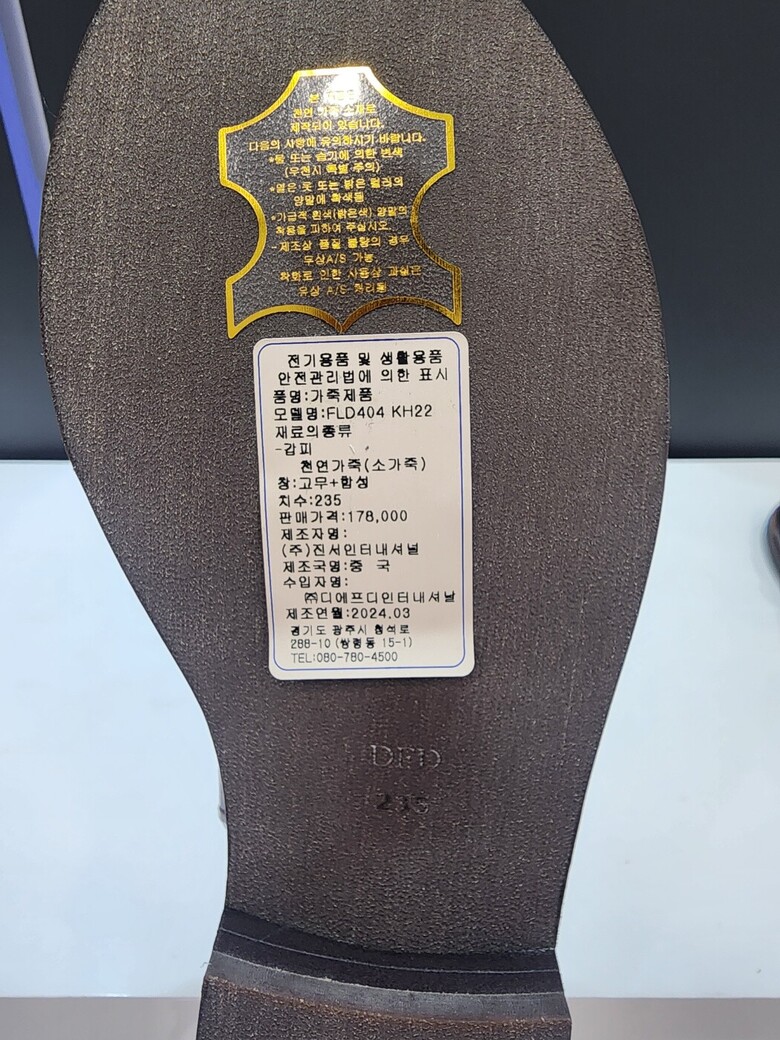 본
천연 가죽소재로
제작되어 있습니다.
다음의 사항에 유의하시기 바랍니다.
*물 또는 습기에 의한 변색
(우천시 특별 주의)
*옅은 옷 또는 밝은 컬러의
양말에 착색됨
*가급적 흰색(밝은색) 양말의
착용을 피하여 주십시오.
-제조상 품질 불량의 경우
무상A/S 가능
착화로 인한 사용상 과실은
유상 A/S 처리됨
전기용품 및 생활용품
안전관리법에 의한 표시
품명:가죽제품
모델명:FLD404 KH22
재료의종류
-갑피
천연가죽(소가죽)
창:고무+합성
치수:235
판매가격:178,000
제조자명:
(주)진서인터내셔널
제조국명:중 국
수입자명:
㈜디에프디인터내셔날
제조연월:2024.03
경기도 광주시 청석로
288-10 (쌍령동 15-1)
TEL:080-780-4500
DFD
235